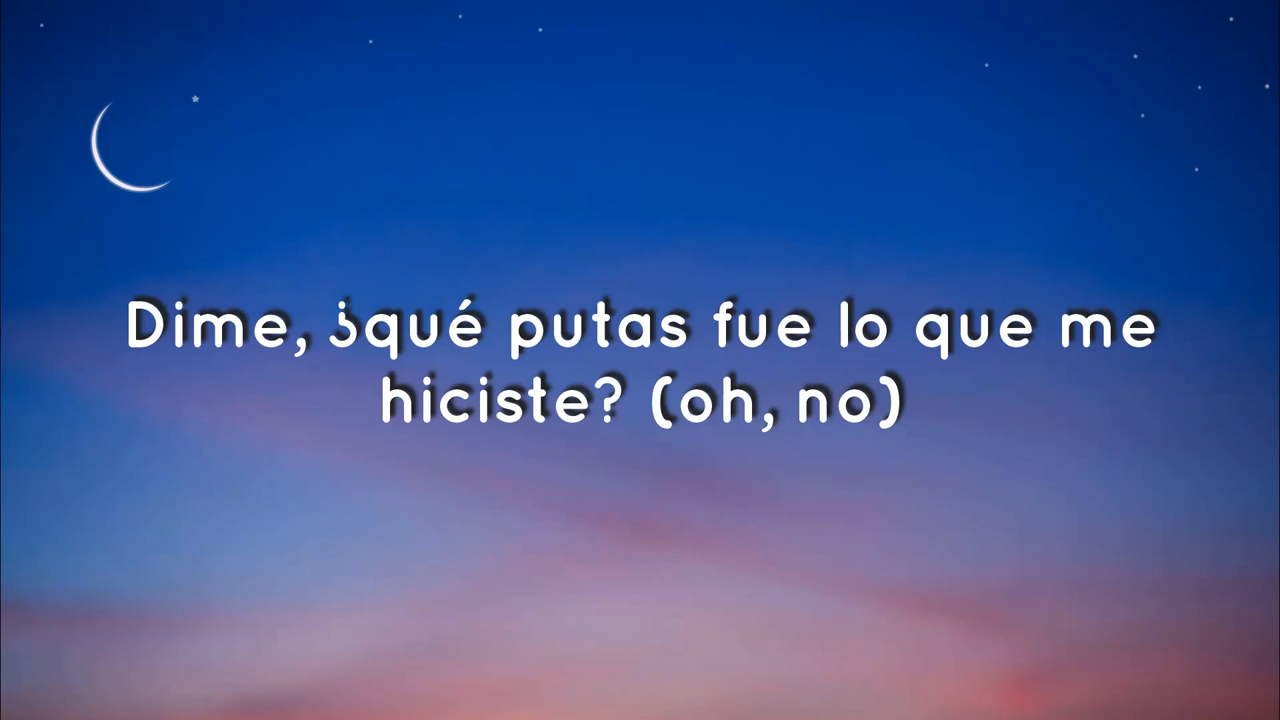 Dime, ¿qué putas fue lo que me
hiciste? (oh, no)